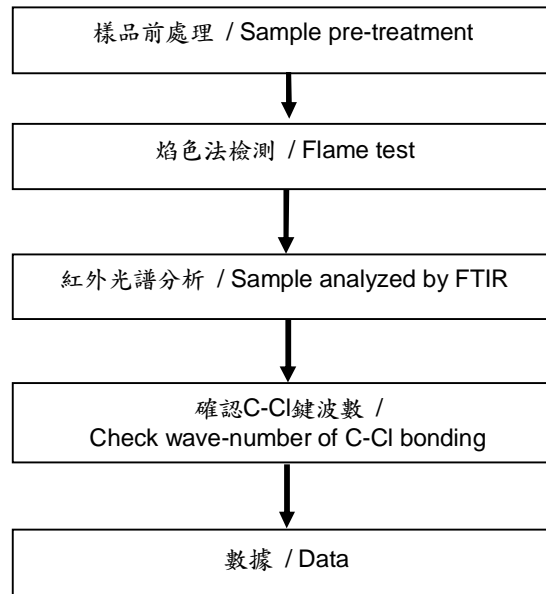 樣品前處理 / Sample pre-treatment
焰色法檢測 / Flame test
紅外光譜分析 / Sample analyzed by FTIR
確認C-Cl鍵波數 /
Check wave-number of C-Cl bonding
數據 / Data